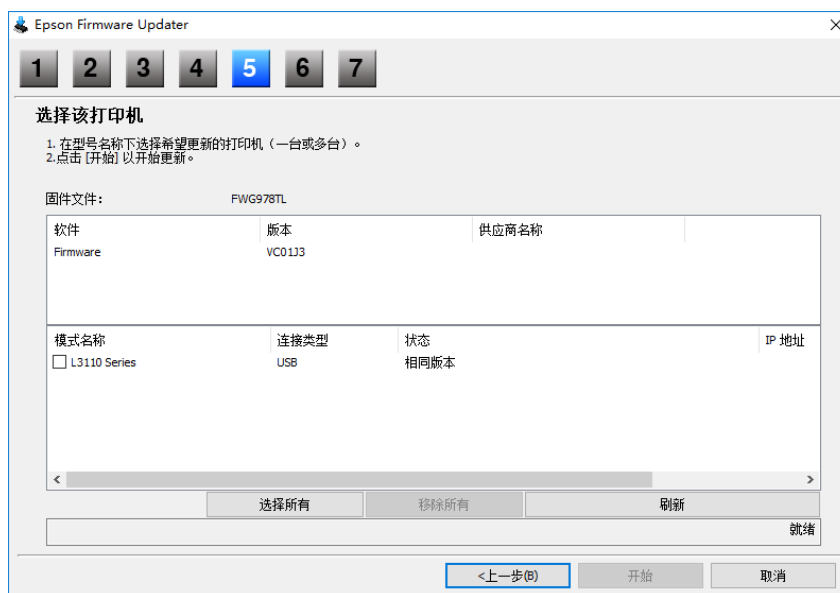 Epson Firmware Updater
1 2 3 4 5 6 7
选择该打印机
1. 在型号名称下选择希望更新的打印机（一台或多台）。
2.点击 [开始] 以开始更新。
固件文件： FWG978TL
软件 版本 供应商名称
Firmware VC01J3
模式名称 连接类型 状态 IP 地址
L3110 Series USB 相同版本
选择所有 移除所有 刷新
就绪
<上一步(B) 开始 取消